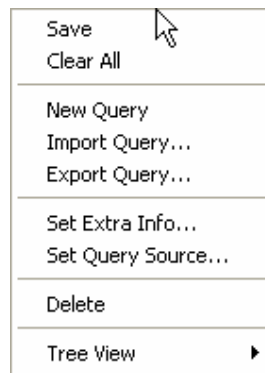 Save
Clear All
New Query
Import Query...
Export Query...
Set Extra Info...
Set Query Source...
Delete
Tree View